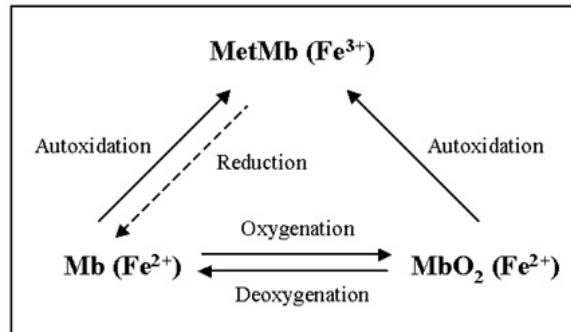 MetMb (Fe³⁺)
Autoxidation
Autoxidation
Reduction
Oxygenation
Mb (Fe²⁺)
MbO₂ (Fe²⁺)
Deoxygenation